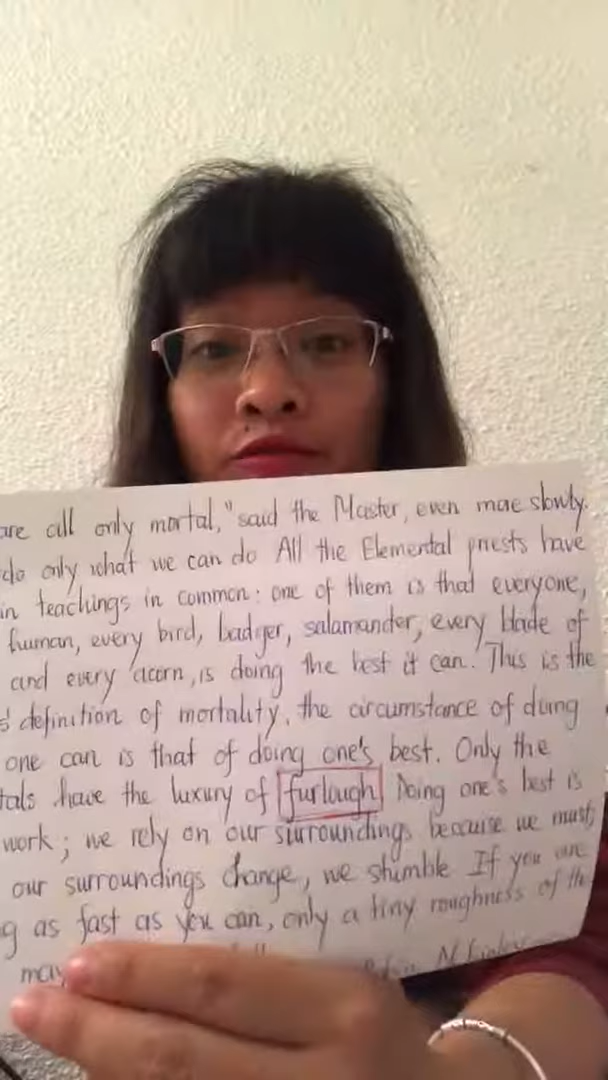 are all only mortal," said the Master, even mae slowly.
do only what we can do All the Elemental priests have
in teachings in common: one of them is that everyone,
human, every bird, badger, salamander, every blade of
and every acorn, is doing the best it can. This is the
definition of mortality, the circumstance of doing
one can is that of doing one's best. Only the
tals have the luxury of furlough Doing one's best is
work; we rely on our surroundings because we must;
our surroundings change, we stumble If you are
g as fast as you can, only a tiny roughness of the
may